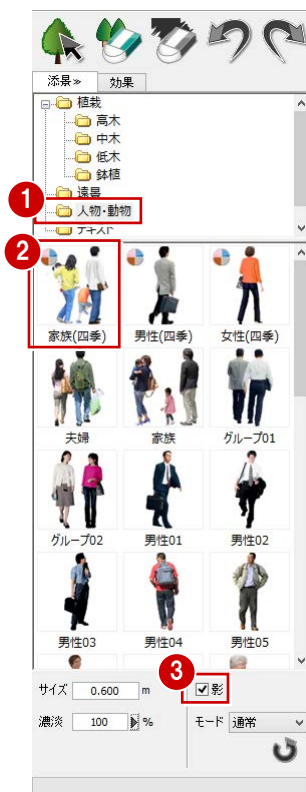 添景≫ 効果
植栽
高木
中木
低木
鉢植
遠景
1
人物・動物
テキスト
2
家族(四季) 男性(四季) 女性(四季)
夫婦 家族 グループ01
グループ02 男性01 男性02
男性03 男性04 男性05
3
サイズ 0.600 m 影
濃淡 100 % モード 通常